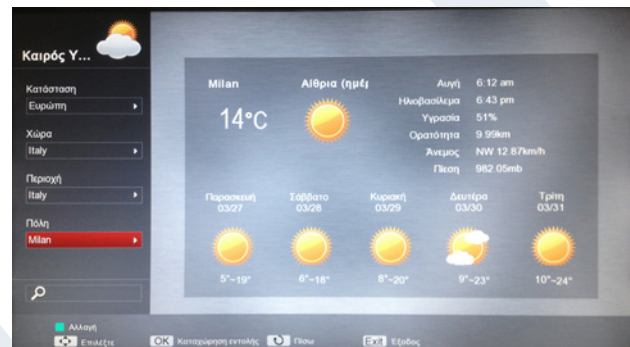 Καιρός Υ...
Κατάσταση
Ευρώπη
Χώρα
Italy
Περιοχή
Italy
Πόλη
Milan
Milan
14°C
Αίθρια (ημέρ
Αυγή 6:12 am
Ηλιοβασίλεμα 6:43 pm
Υγρασία 51%
Ορατότητα 9.99km
Άνεμος NW 12.87km/h
Πίεση 982.05mb
Παρασκευή Σάββατο Κυριακή Δευτέρα Τρίτη
03/27 03/28 03/29 03/30 03/31
5°~19° 6°~18° 8°~20° 9°~23° 10°~24°
Αλλαγή
Επιλέξτε OK Καταχώρηση εντολής Πίσω Exit Έξοδος